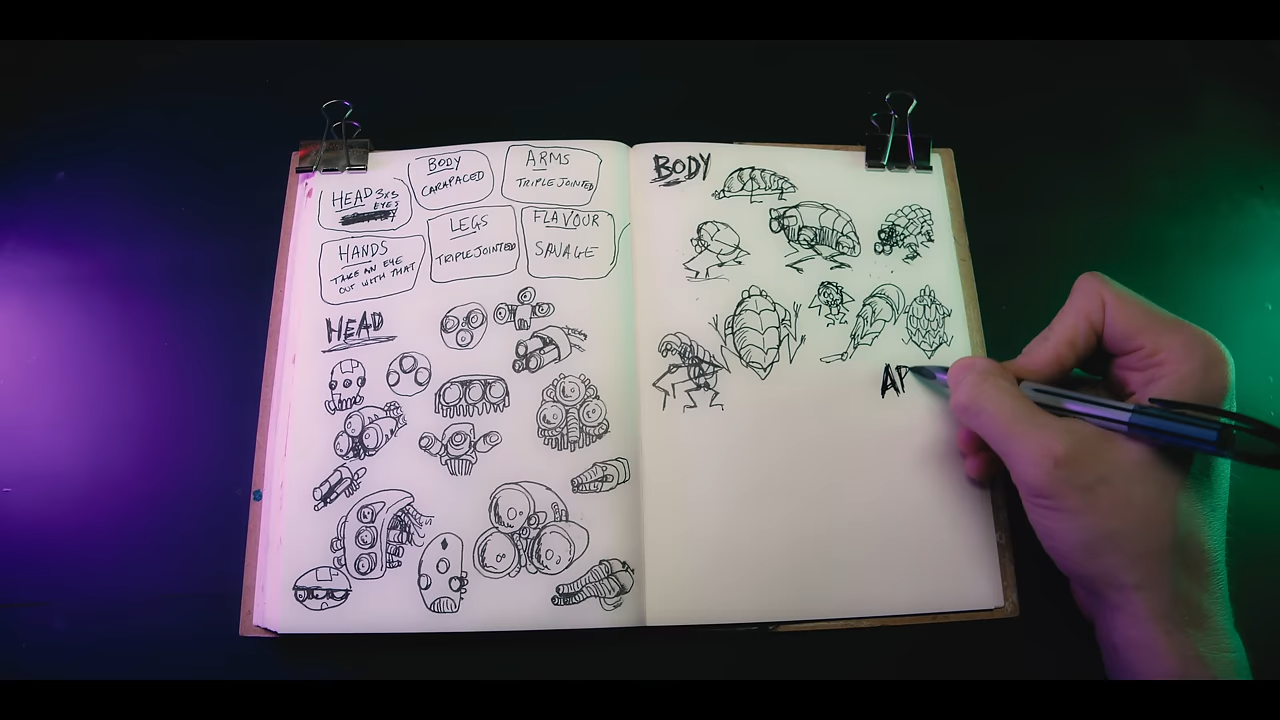 HEAD 3x3
EYES
BODY
CARAPACED
ARMS
TRIPLE JOINTED
HANDS
TAKE AN EYE
OUT WITH THAT
LEGS
TRIPLE JOINTED
FLAVOUR
SAVAGE
HEAD
BODY
AR